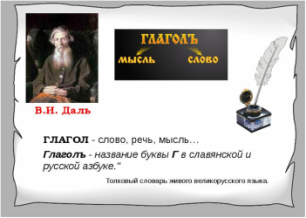 ГЛАГОЛЪ
МЫСЛЬ СЛОВО
В.И. Даль
ГЛАГОЛ - слово, речь, мысль…
Глаголъ - название буквы Г в славянской и
русской азбуке."
Толковый словарь живого великорусского языка.